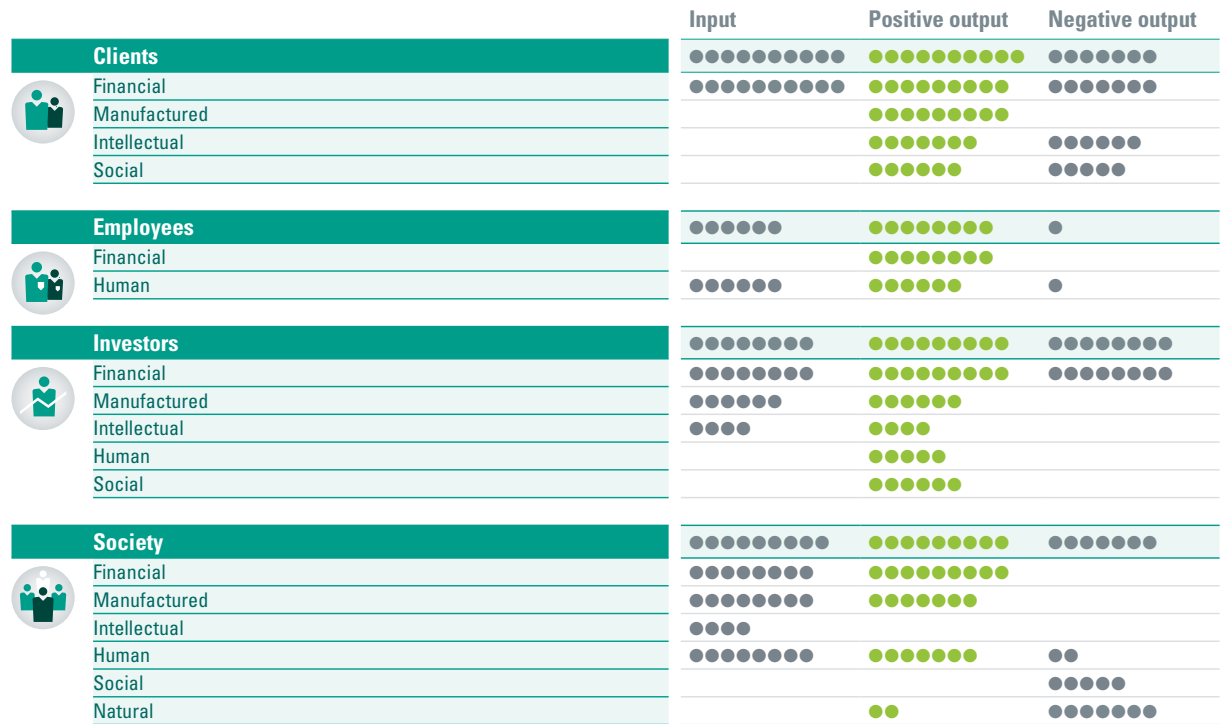 Input Positive output Negative output
Clients
Financial
Manufactured
Intellectual
Social
Employees
Financial
Human
Investors
Financial
Manufactured
Intellectual
Human
Social
Society
Financial
Manufactured
Intellectual
Human
Social
Natural